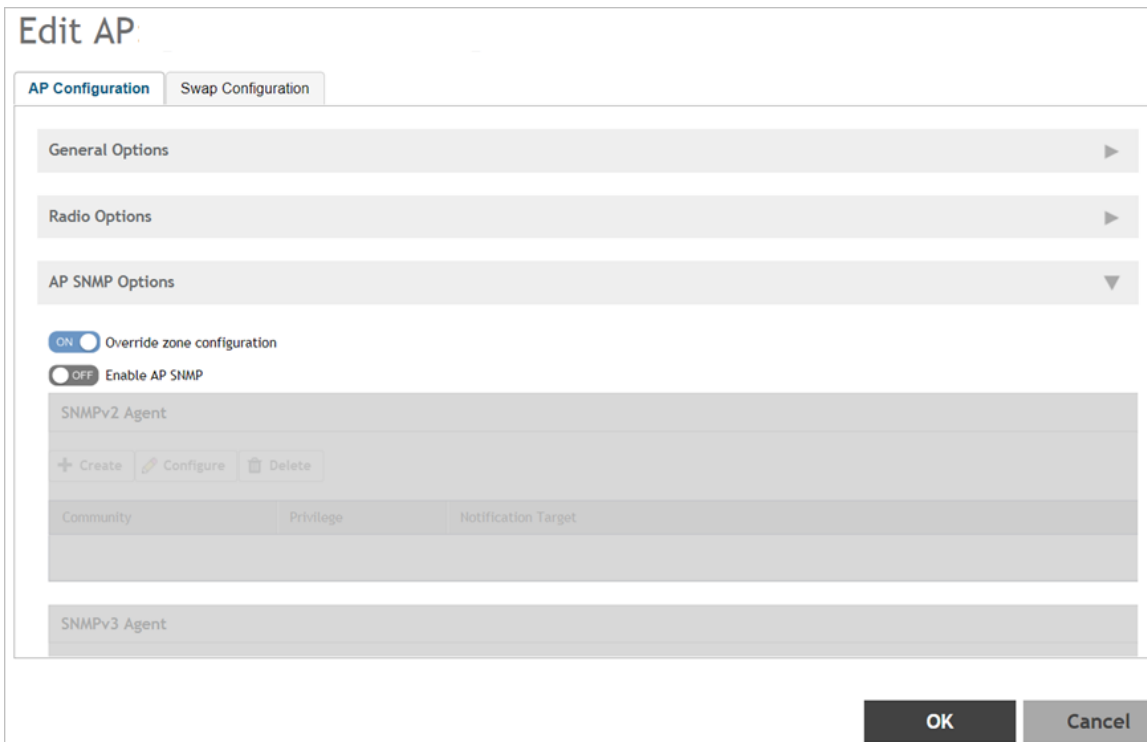 Edit AP
AP Configuration Swap Configuration
General Options
Radio Options
AP SNMP Options
ON Override zone configuration
OFF Enable AP SNMP
SNMPv2 Agent
Create Configure Delete
Community Privilege Notification Target
SNMPv3 Agent
OK Cancel